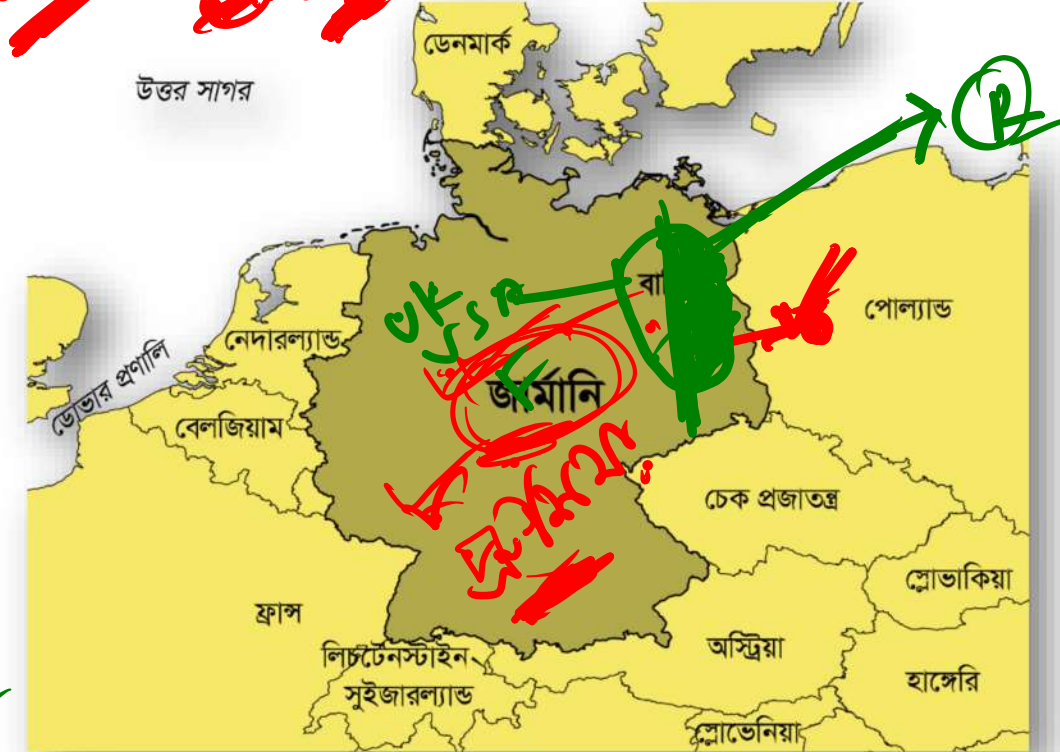 ডেনমার্ক
উত্তর সাগর
R
বা
পোল্যান্ড
নেদারল্যান্ড
ডোভার প্রণালি
জার্মানি
বেলজিয়াম
চেক প্রজাতন্ত্র
স্লোভাকিয়া
ফ্রান্স
লিচটেনস্টাইন
অস্ট্রিয়া
সুইজারল্যান্ড
হাঙ্গেরি
স্লোভেনিয়া